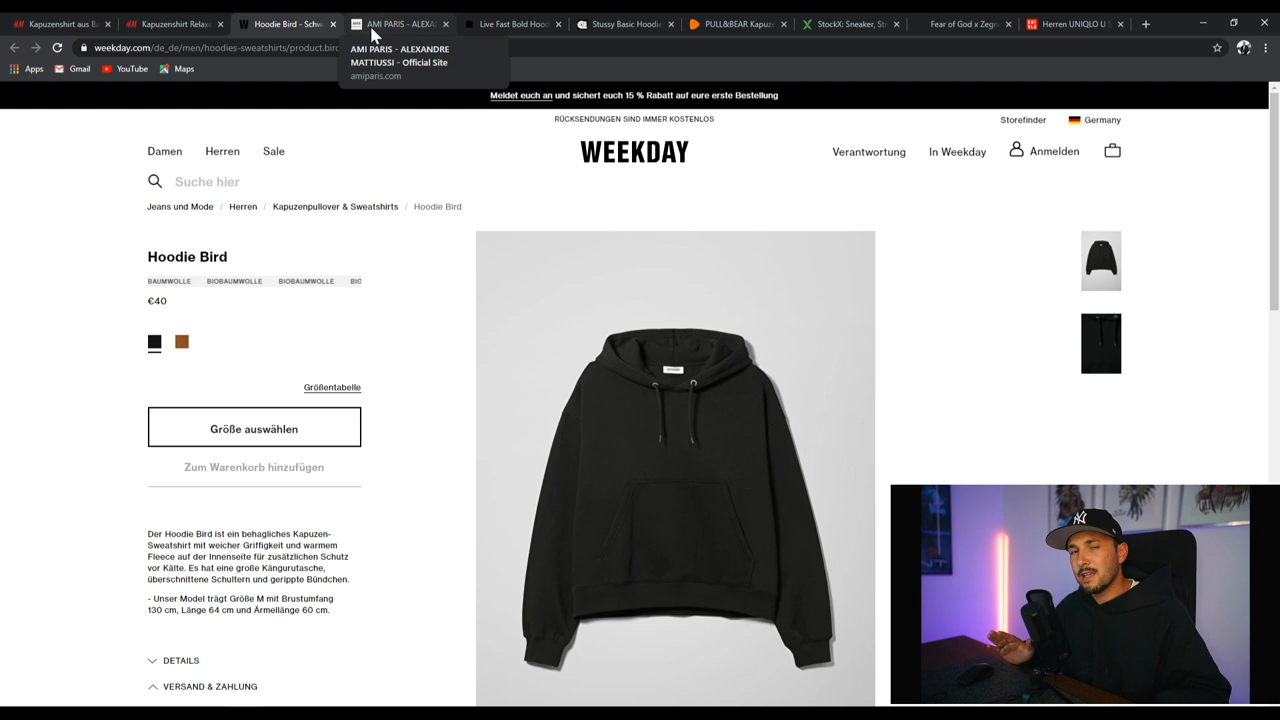 Kapuzenshirt aus B
Kapuzenshirt Relax
Hoodie Bird - Schw
AMI PARIS - ALEXA
Live Fast Bold Hood
Stussy Basic Hoodie
PULL&BEAR Kapuz
StockX: Sneaker, St
Fear of God x Zegn
Herren UNIQLO U S
weekday.com/de_de/men/hoodies-sweatshirts/product.bird
AMI PARIS - ALEXANDRE
MATTIUSSI - Official Site
amiparis.com
Apps
Gmail
YouTube
Maps
Meldet euch an und sichert euch 15 % Rabatt auf eure erste Bestellung
RÜCKSENDUNGEN SIND IMMER KOSTENLOS
Storefinder
Germany
Damen
Herren
Sale
WEEKDAY
Verantwortung
In Weekday
Anmelden
Suche hier
Jeans und Mode / Herren / Kapuzenpullover & Sweatshirts / Hoodie Bird
Hoodie Bird
BAUMWOLLE BIOBAUMWOLLE BIOBAUMWOLLE BIO
€40
Größentabelle
Größe auswählen
Zum Warenkorb hinzufügen
Der Hoodie Bird ist ein behagliches Kapuzen-
Sweatshirt mit weicher Griffigkeit und warmem
Fleece auf der Innenseite für zusätzlichen Schutz
vor Kälte. Es hat eine große Kängurutasche,
überschnittene Schultern und gerippte Bündchen.
- Unser Model trägt Größe M mit Brustumfang
130 cm, Länge 64 cm und Ärmellänge 60 cm.
DETAILS
VERSAND & ZAHLUNG